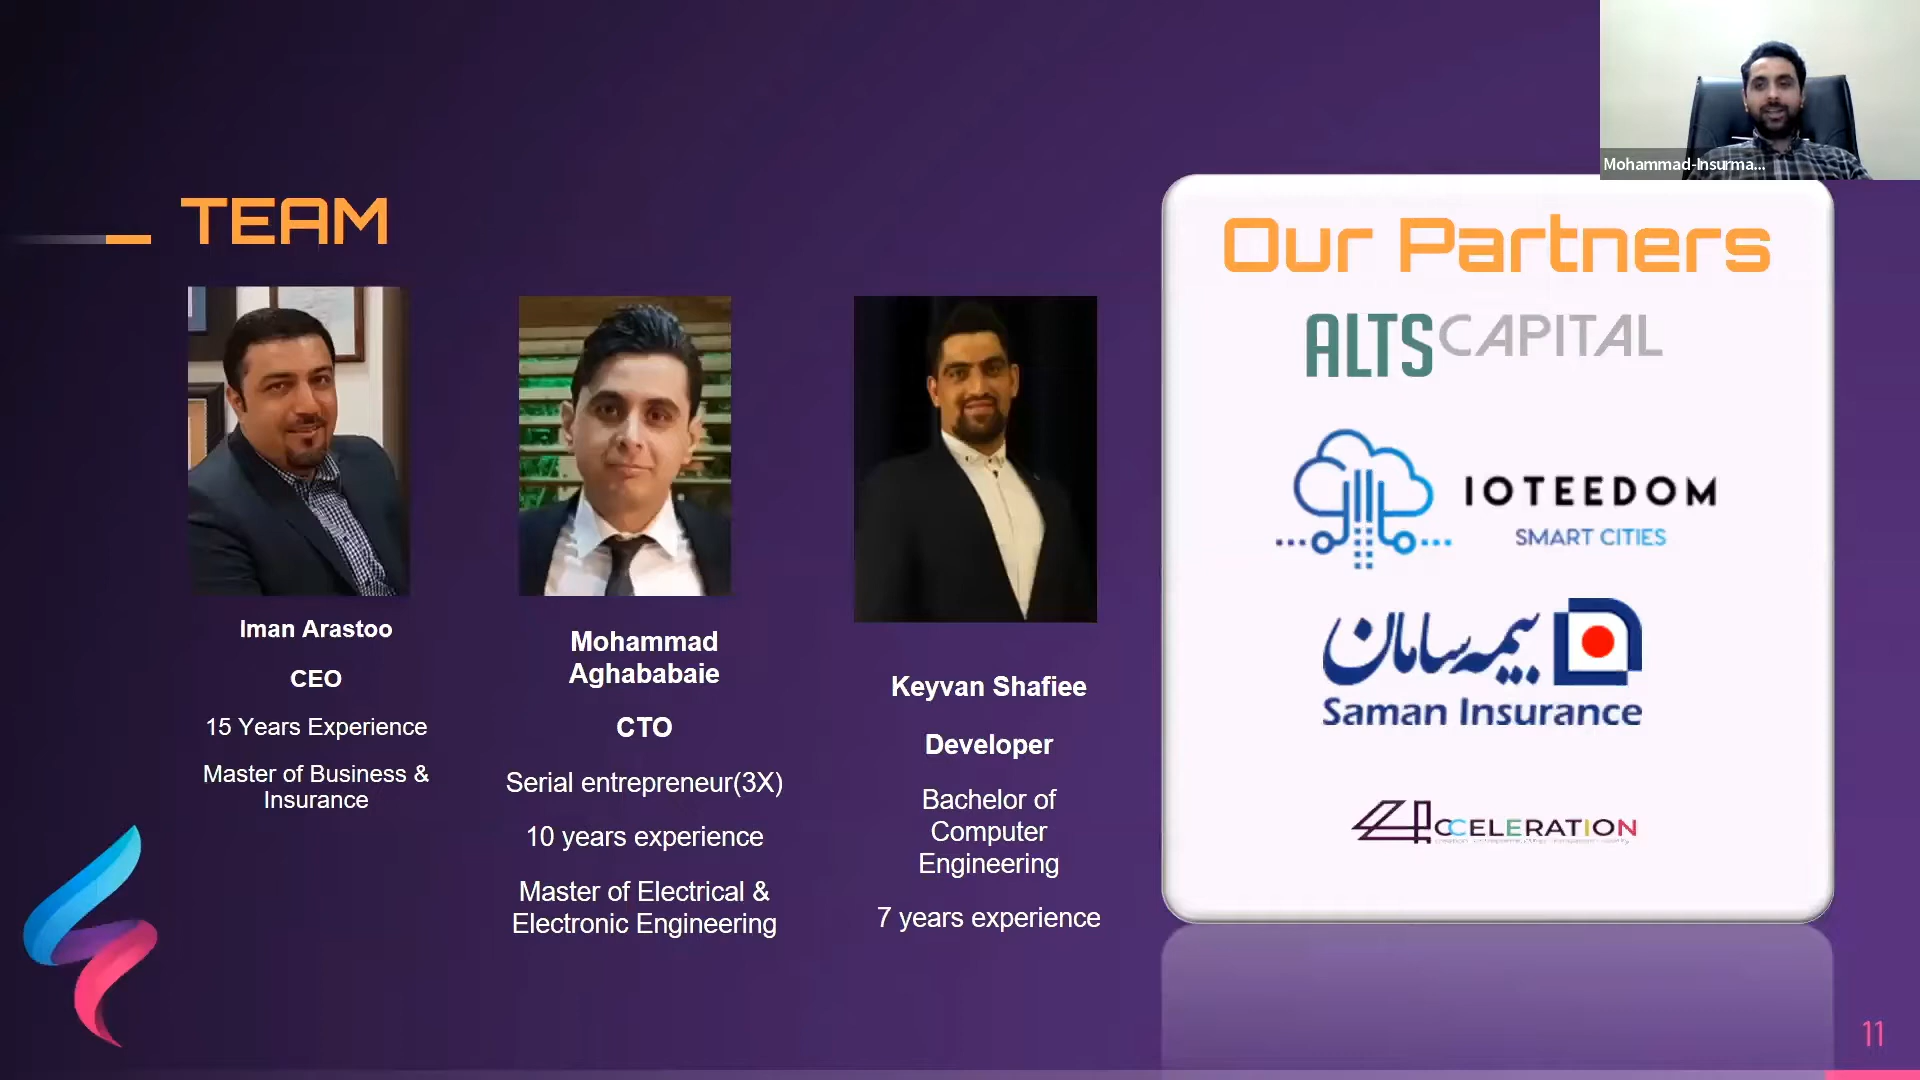 Mohammad-Insurma...
TEAM
Iman Arastoo
CEO
15 Years Experience
Master of Business &
Insurance
Mohammad
Aghababaie
CTO
Serial entrepreneur(3X)
10 years experience
Master of Electrical &
Electronic Engineering
Keyvan Shafiee
Developer
Bachelor of
Computer
Engineering
7 years experience
Our Partners
ALTSCAPITAL
IOTEEDOM
SMART CITIES
بیمه سامان
Saman Insurance
11